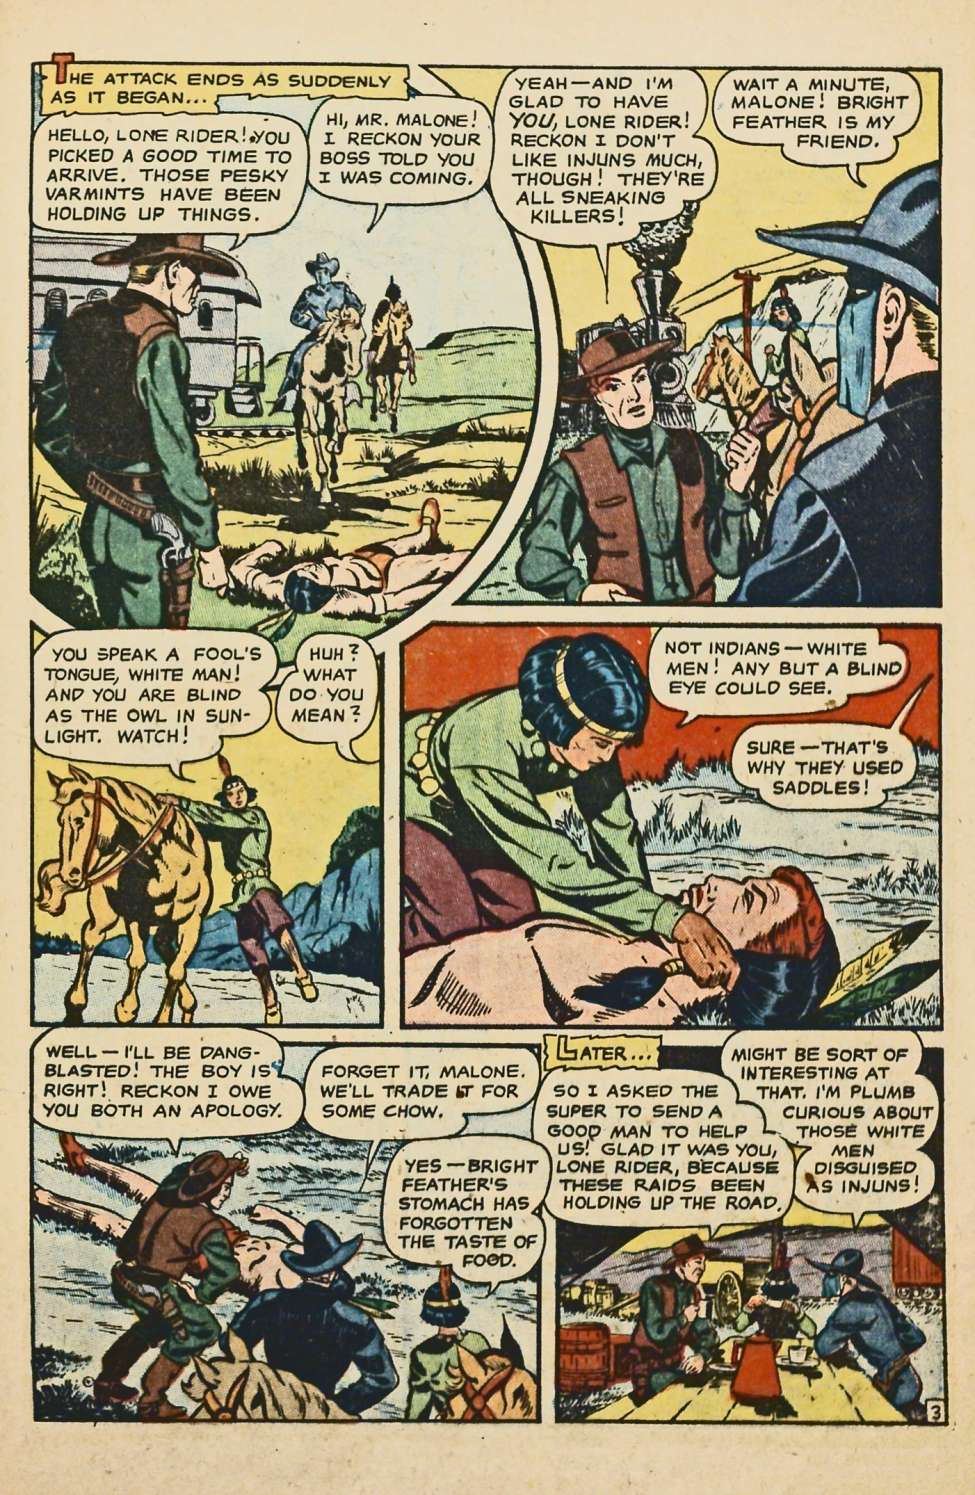 THE ATTACK ENDS AS SUDDENLY
AS IT BEGAN...
HELLO, LONE RIDER! YOU
PICKED A GOOD TIME TO
ARRIVE. THOSE PESKY
VARMINTS HAVE BEEN
HOLDING UP THINGS.
HI, MR. MALONE!
I RECKON YOUR
BOSS TOLD YOU
I WAS COMING.
YEAH—AND I'M
GLAD TO HAVE
YOU, LONE RIDER!
RECKON I DON'T
LIKE INJUNS MUCH,
THOUGH! THEY'RE
ALL SNEAKING
KILLERS!
WAIT A MINUTE,
MALONE! BRIGHT
FEATHER IS MY
FRIEND.
YOU SPEAK A FOOL'S
TONGUE, WHITE MAN!
AND YOU ARE BLIND
AS THE OWL IN SUN-
LIGHT. WATCH!
HUH?
WHAT
DO YOU
MEAN?
NOT INDIANS—WHITE
MEN! ANY BUT A BLIND
EYE COULD SEE.
SURE—THAT'S
WHY THEY USED
SADDLES!
WELL—I'LL BE DANG-
BLASTED! THE BOY IS
RIGHT! RECKON I OWE
YOU BOTH AN APOLOGY.
FORGET IT, MALONE.
WE'LL TRADE IT FOR
SOME CHOW.
YES—BRIGHT
FEATHER'S
STOMACH HAS
FORGOTTEN
THE TASTE OF
FOOD.
LATER...
SO I ASKED THE
SUPER TO SEND A
GOOD MAN TO HELP
US! GLAD IT WAS YOU,
LONE RIDER, BECAUSE
THESE RAIDS BEEN
HOLDING UP THE ROAD.
MIGHT BE SORT OF
INTERESTING AT
THAT. I'M PLUMB
CURIOUS ABOUT
THOSE WHITE
MEN
DISGUISED
AS INJUNS!
3